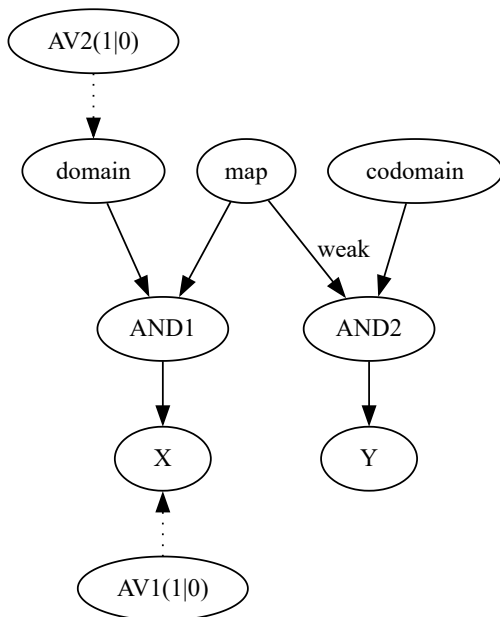 AV2(1|0)
domain
map
codomain
weak
AND1
AND2
X
Y
AV1(1|0)